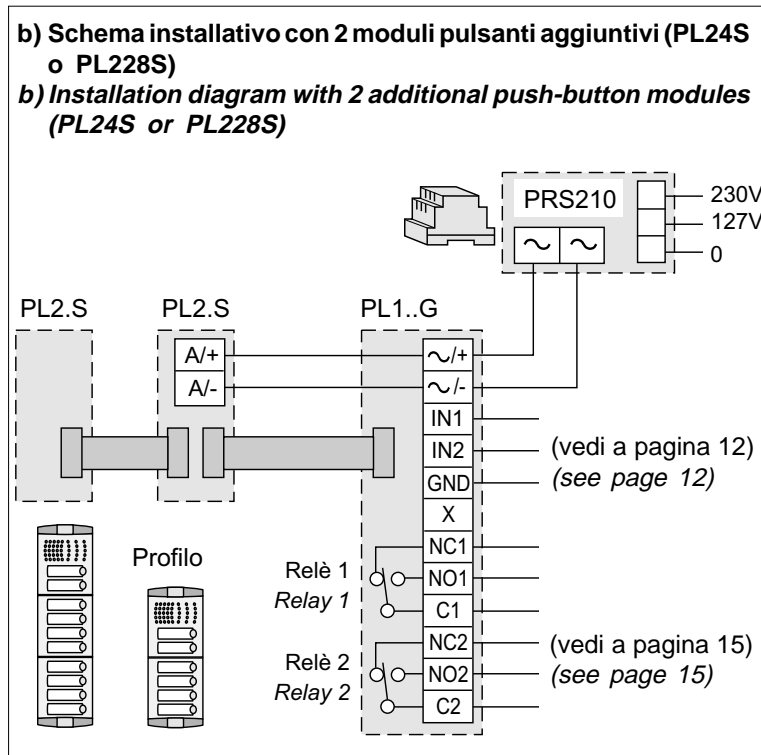 b) Schema installativo con 2 moduli pulsanti aggiuntivi (PL24S
o PL228S)
b) Installation diagram with 2 additional push-button modules
(PL24S or PL228S)
PRS210
230V
127V
0
PL2.S
PL2.S
PL1..G
A/+
A/-
~/+
~/-
IN1
IN2
GND
X
NC1
NO1
C1
NC2
NO2
C2
(vedi a pagina 12)
(see page 12)
Profilo
Relè 1
Relay 1
Relè 2
Relay 2
(vedi a pagina 15)
(see page 15)